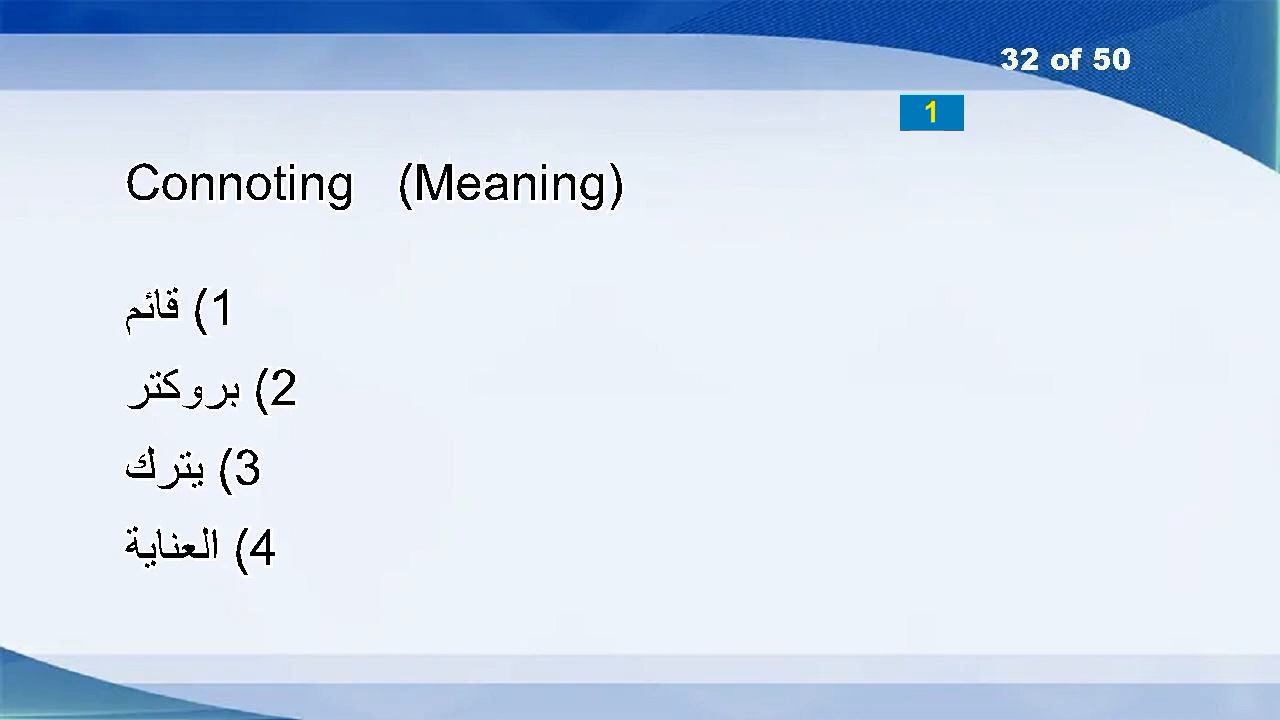 32 of 50
1
Connoting (Meaning)
1) قائم
2) بروكتر
3) يترك
4) العناية